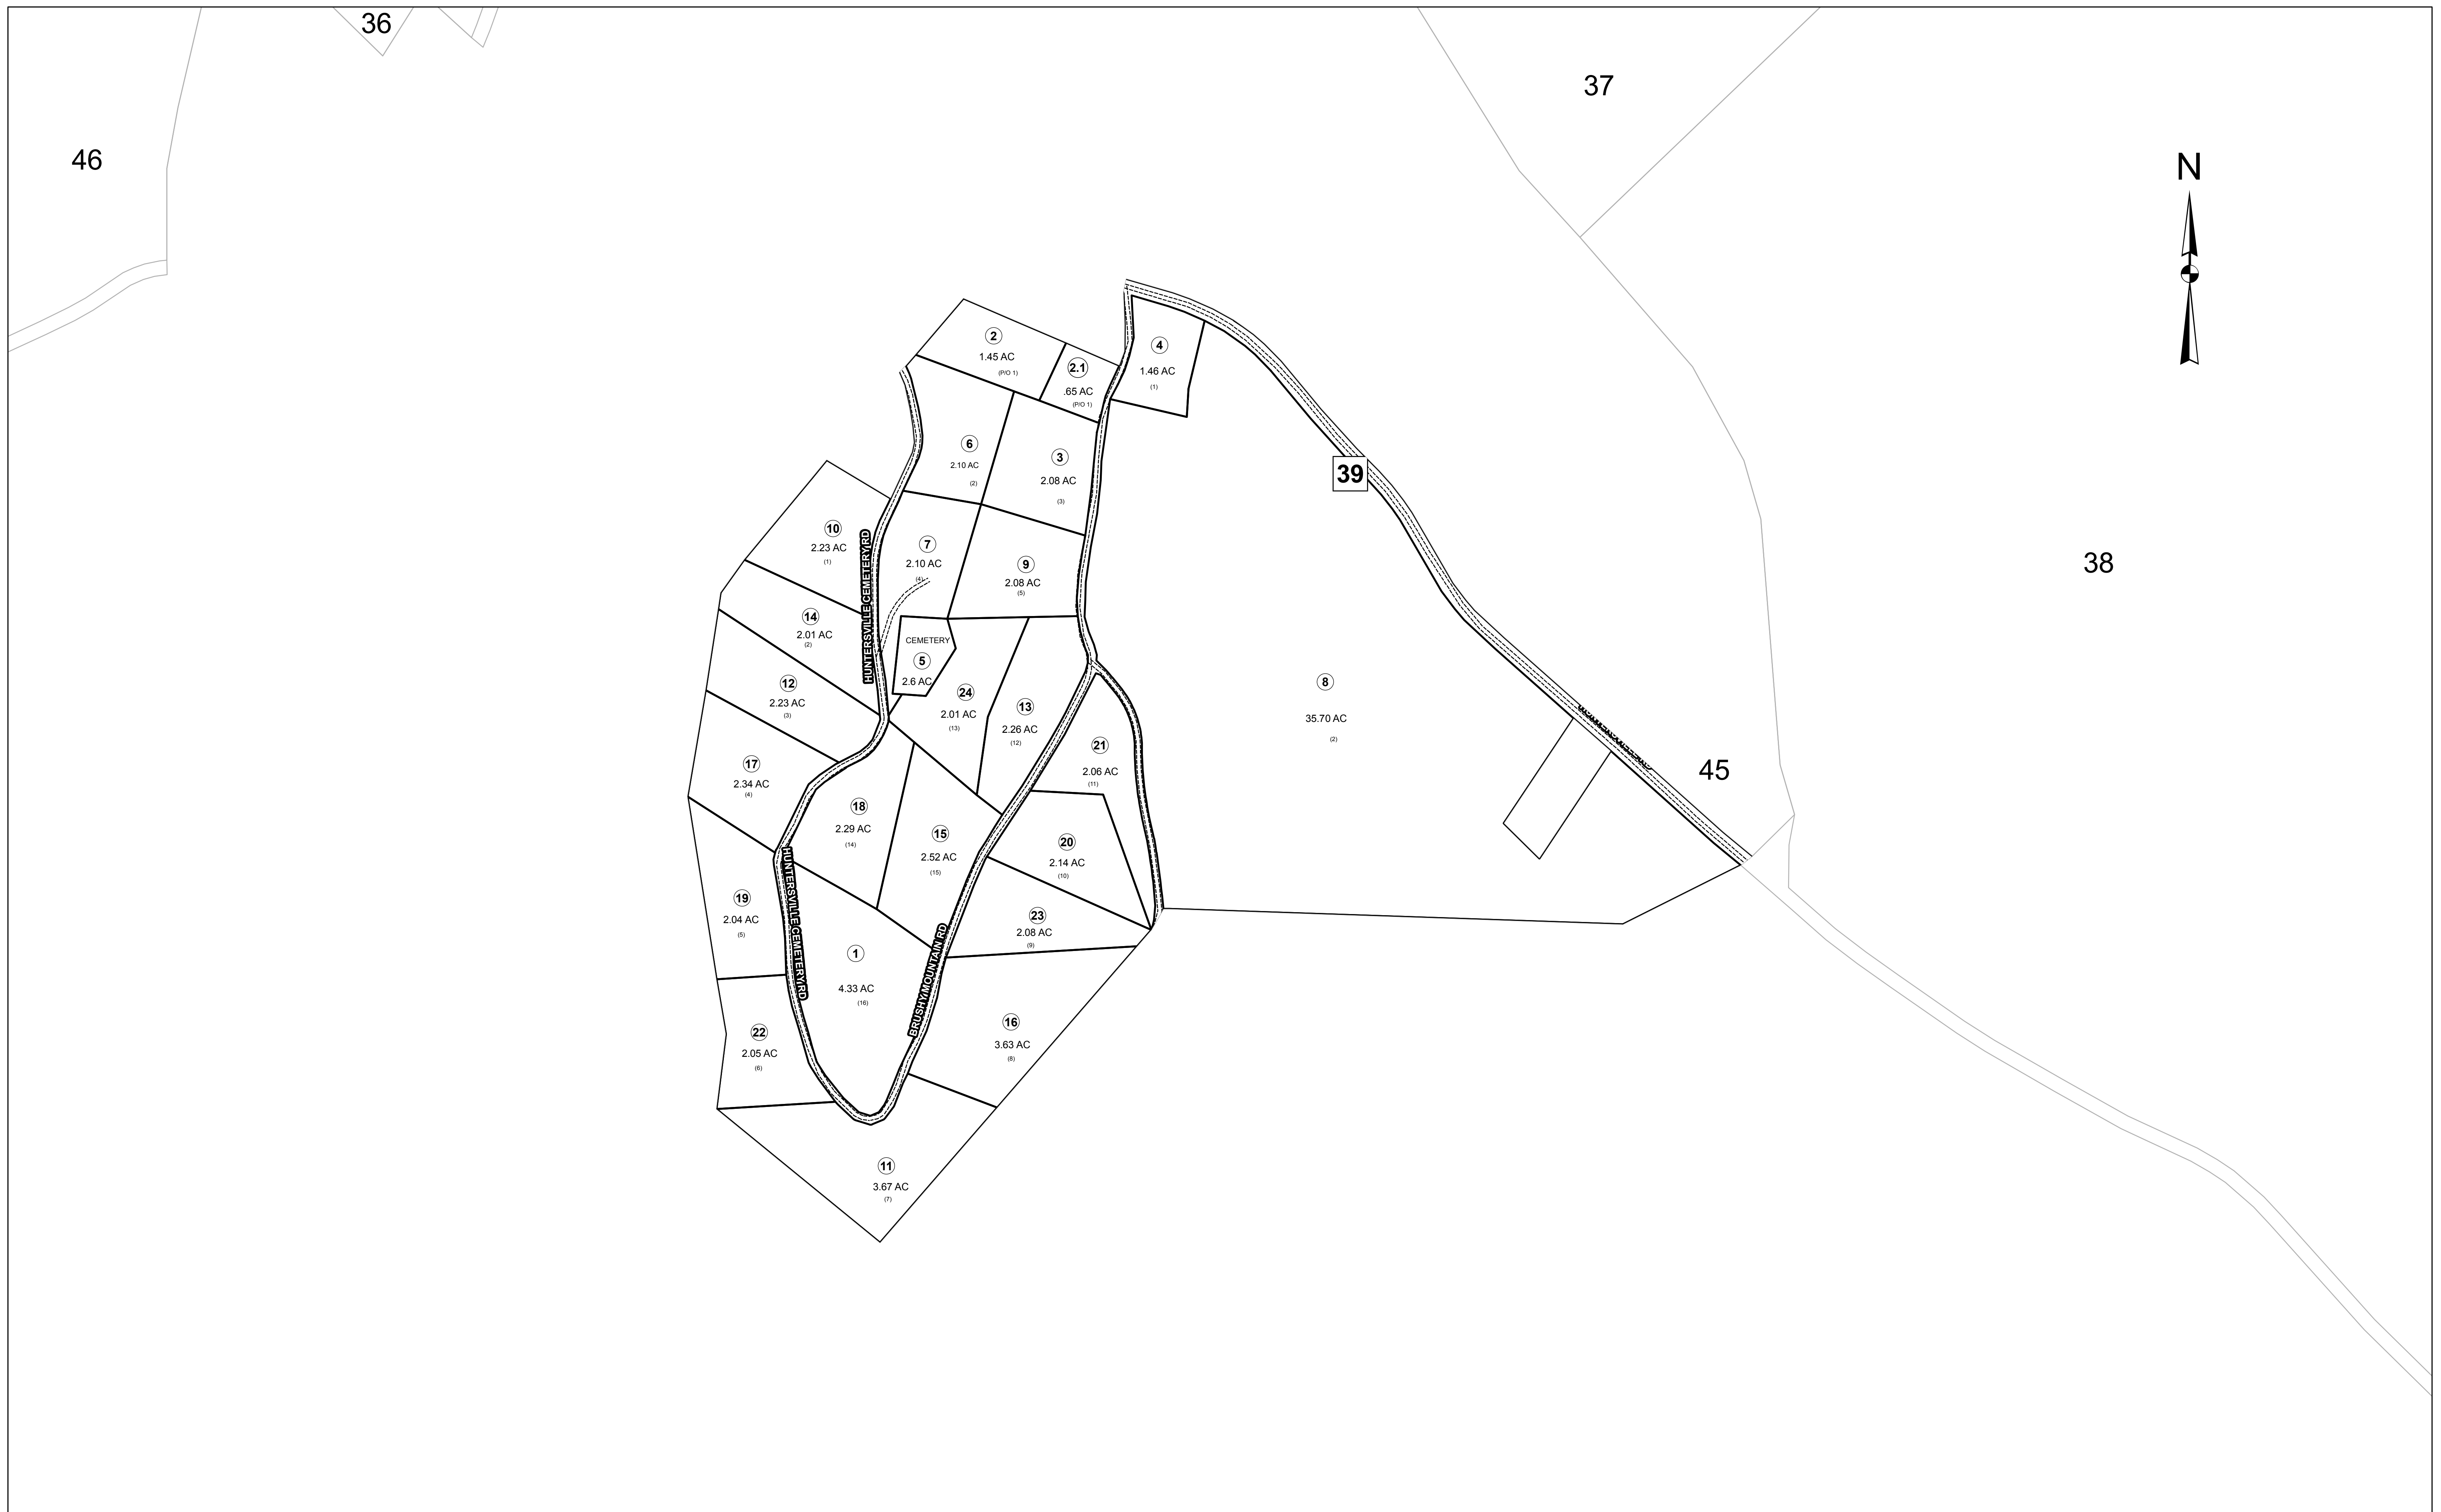 36
37
46
N
2
1.45 AC
(P/O 1)
2.1
.65 AC
(P/O 1)
4
1.46 AC
(1)
6
2.10 AC
(2)
3
2.08 AC
(3)
39
10
2.23 AC
(1)
HUNTERSVILLE CEMETERY RD
7
2.10 AC
(4)
9
2.08 AC
(5)
38
14
2.01 AC
(2)
CEMETERY
5
2.6 AC
12
2.23 AC
(3)
24
2.01 AC
(13)
13
2.26 AC
(12)
8
35.70 AC
(2)
21
2.06 AC
(11)
45
17
2.34 AC
(4)
18
2.29 AC
(14)
15
2.52 AC
(15)
20
2.14 AC
(10)
19
2.04 AC
(5)
HUNTERSVILLE CEMETERY RD
23
2.08 AC
(9)
1
4.33 AC
(16)
BRUSHY MOUNTAIN RD
22
2.05 AC
(6)
16
3.63 AC
(8)
11
3.67 AC
(7)